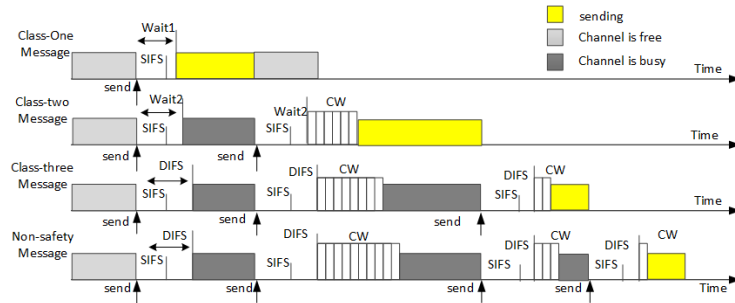 sending
Channel is free
Channel is busy
Class-One
Message
Wait1
SIFS
send
Time
Class-two
Message
Wait2
SIFS
send
Wait2
SIFS
send
CW
Time
Class-three
Message
DIFS
SIFS
send
DIFS
SIFS
send
CW
DIFS
SIFS
send
CW
Time
Non-safety
Message
DIFS
SIFS
send
DIFS
SIFS
send
CW
DIFS
SIFS
send
CW
DIFS
SIFS
send
CW
Time